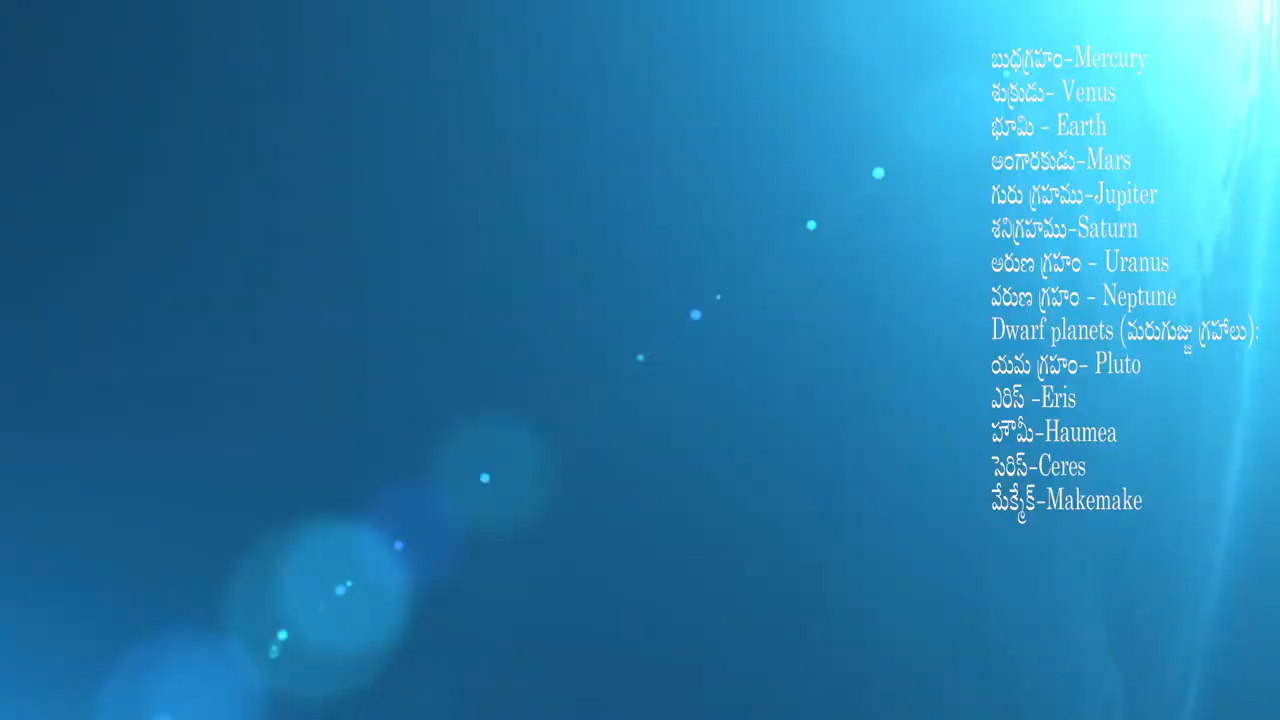 బుధగ్రహం-Mercury
శుక్రుడు- Venus
భూమి - Earth
అంగారకుడు-Mars
గురు గ్రహము-Jupiter
శనిగ్రహము-Saturn
అరుణ గ్రహం - Uranus
వరుణ గ్రహం - Neptune
Dwarf planets (మరుగుజ్జు గ్రహాలు):
యమ గ్రహం- Pluto
ఎరిస్ -Eris
హౌమీ-Haumea
సెరిస్-Ceres
మేక్మేక్-Makemake